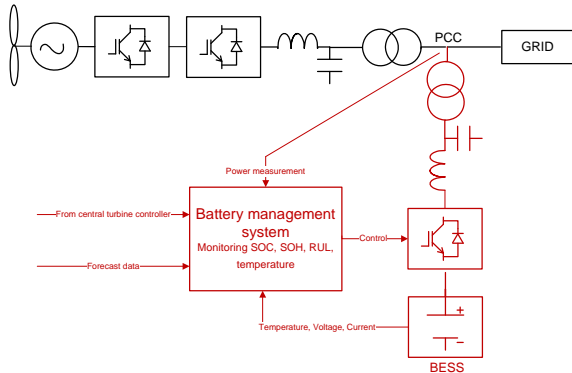 PCC
GRID
Power measurement
From central turbine controller
Battery management
system
Monitoring SOC, SOH, RUL,
temperature
Control
Forecast data
Temperature, Voltage, Current
+
−
BESS